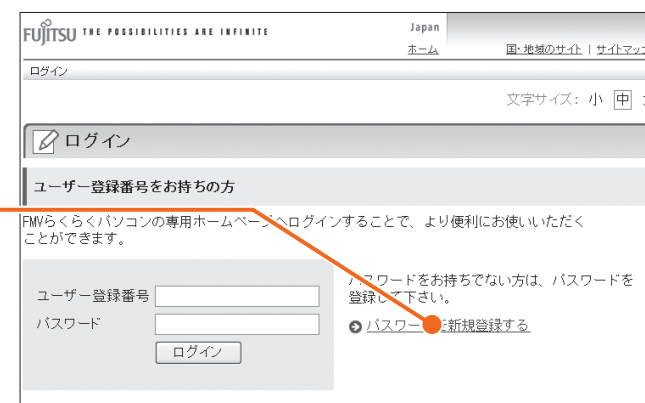 FUJITSU THE POSSIBILITIES ARE INFINITE
Japan
ホーム
国・地域のサイト | サイトマップ
ログイン
文字サイズ: 小 中
ログイン
ユーザー登録番号をお持ちの方
FMVらくらくパソコンの専用ホームページへログインすることで、より便利にお使いいただく
ことができます。
ユーザー登録番号
パスワード
ログイン
パスワードをお持ちでない方は、パスワードを
登録して下さい。
パスワードを新規登録する